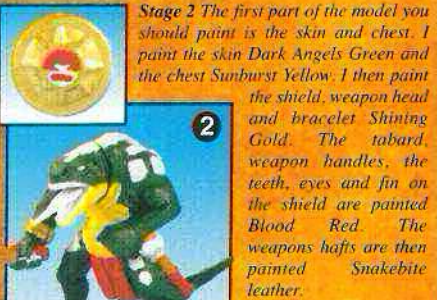 Stage 2 The first part of the model you
should paint is the skin and chest. I
paint the skin Dark Angels Green and
the chest Sunburst Yellow. I then paint
the shield, weapon head
and bracelet Shining
Gold. The tabard,
weapon handles, the
teeth, eyes and fin on
the shield are painted
Blood Red. The
weapons hafts are then
painted Snakebite
leather.
2